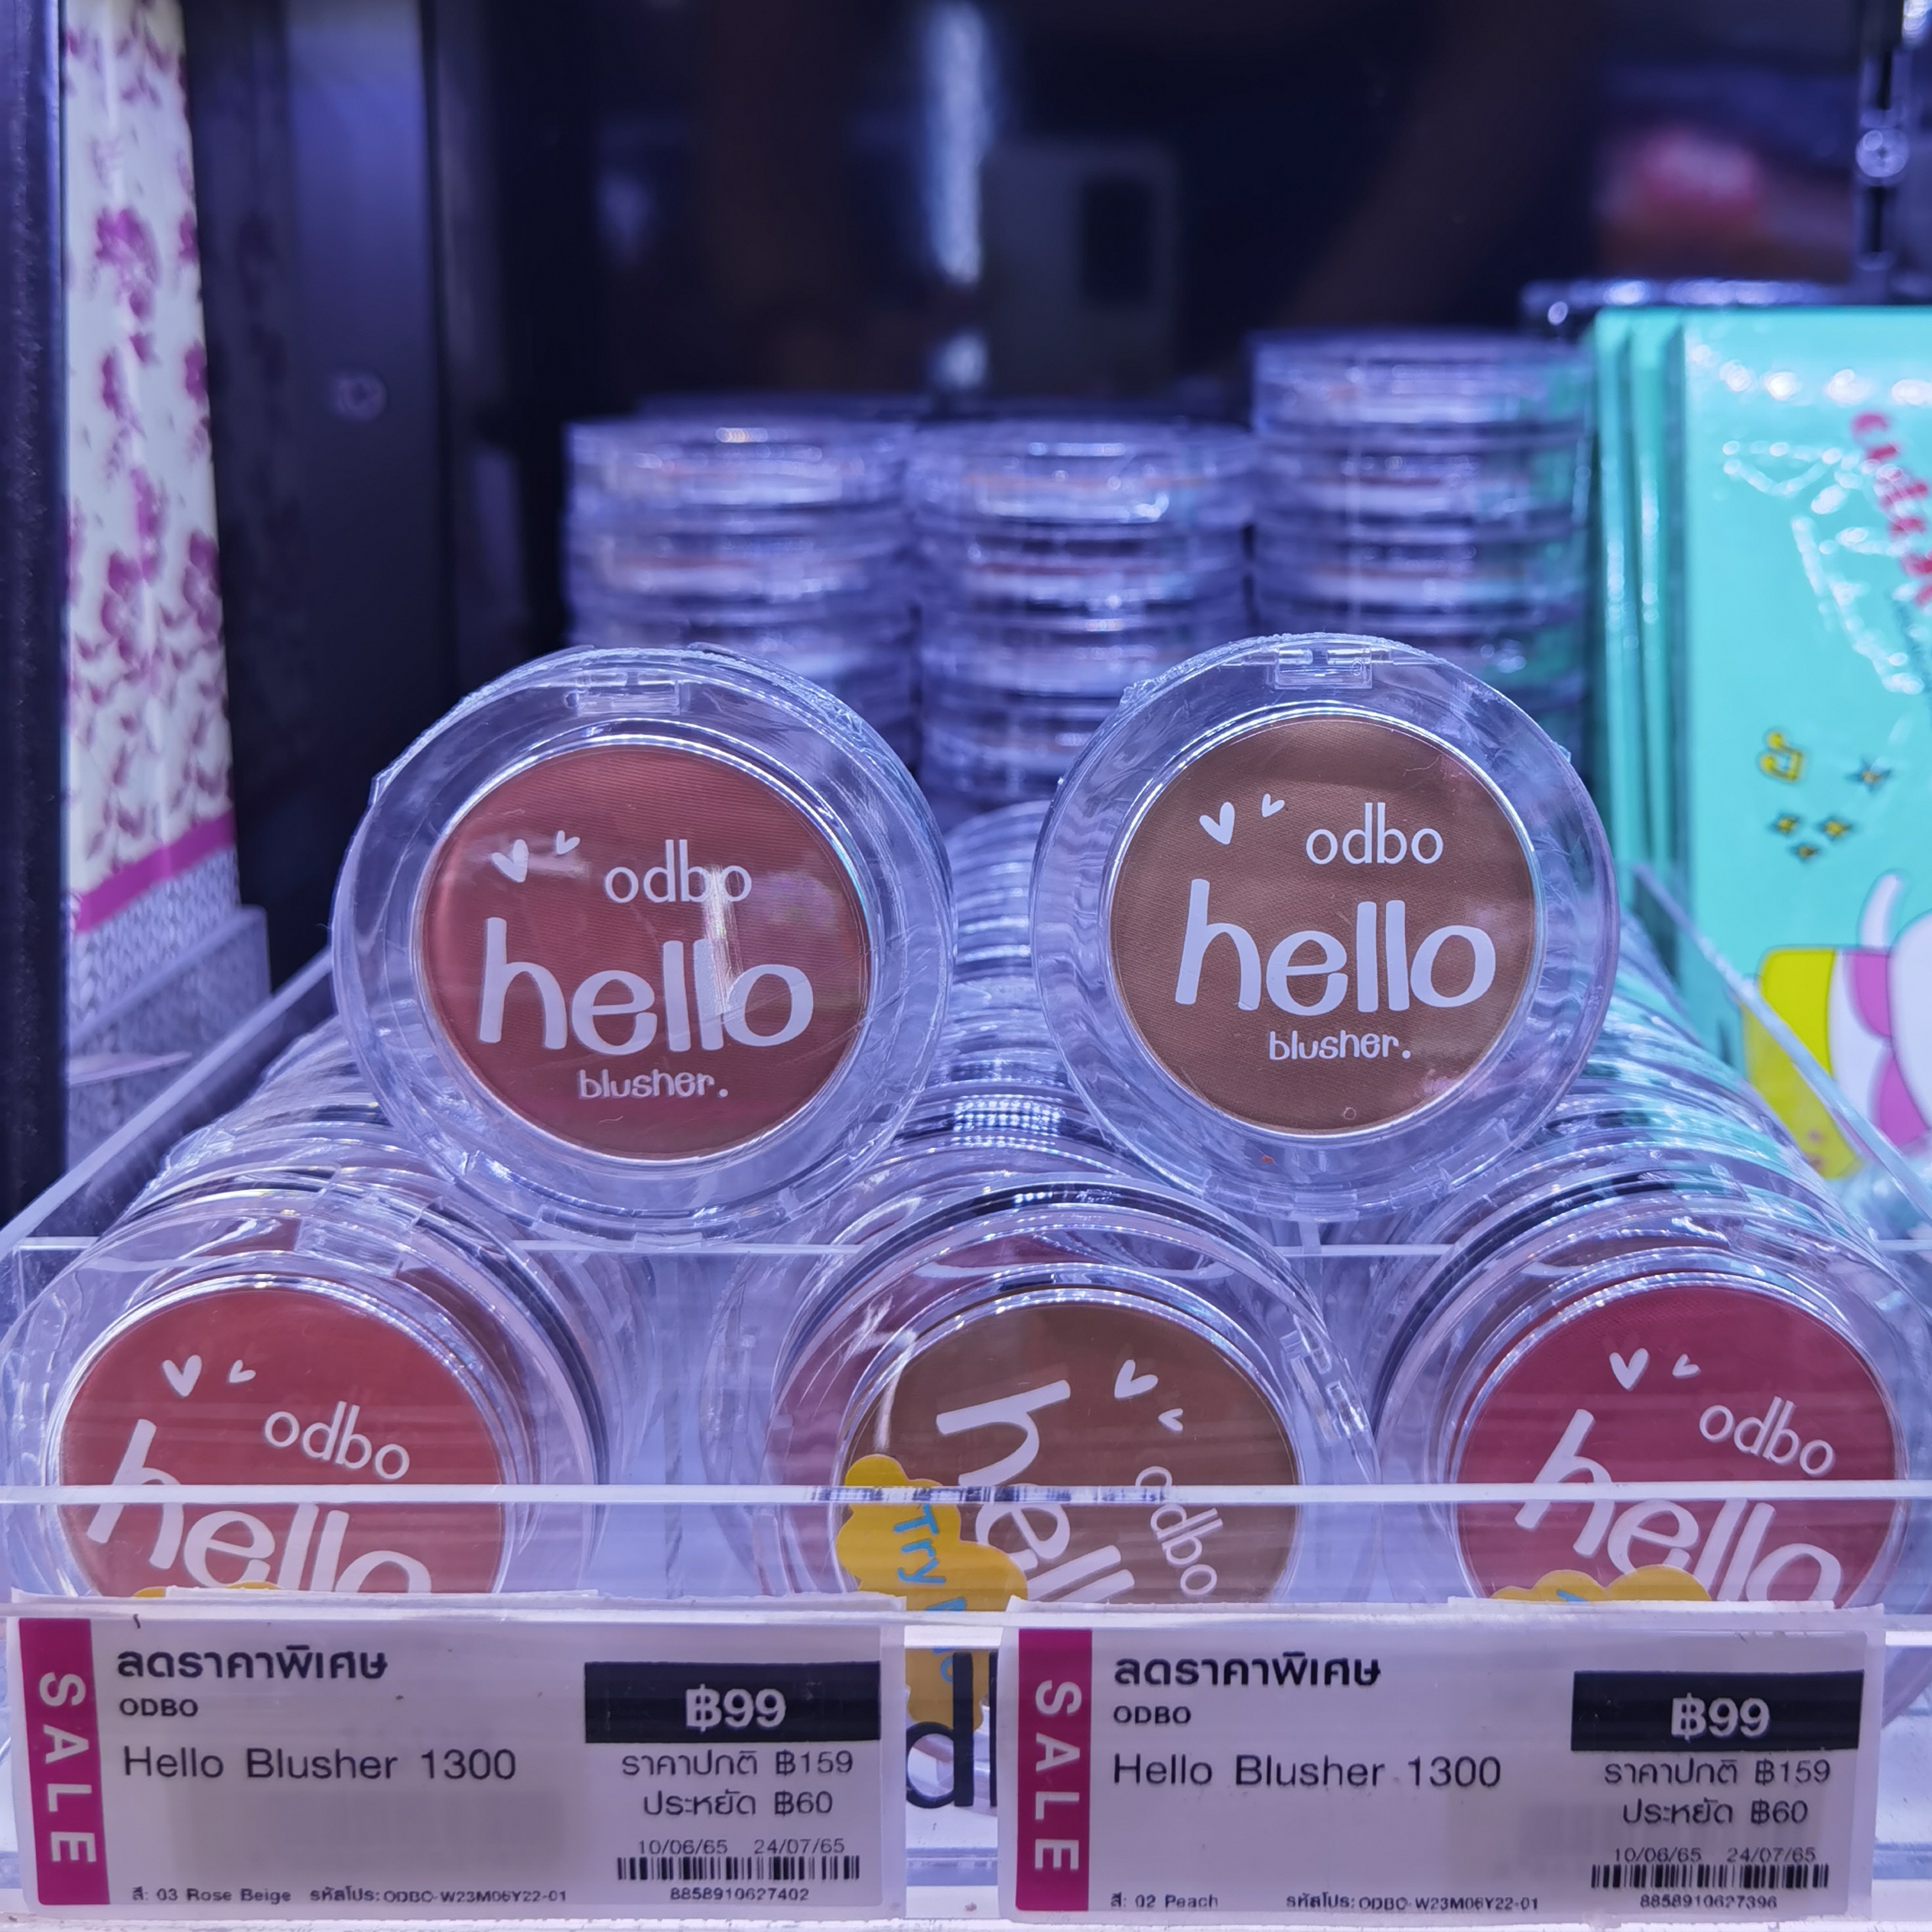 odbo
hello
blusher.
odbo
hello
blusher.
odbo
hello
odbo
hello
Try
odbo
hello
SALE
ลดราคาพิเศษ
ODBO
Hello Blusher 1300
฿99
ราคาปกติ ฿159
ประหยัด ฿60
10/06/65 24/07/65
8858910627402
สี: 03 Rose Beige รหัสโปร: ODBO-W23M06Y22-01
SALE
ลดราคาพิเศษ
ODBO
Hello Blusher 1300
฿99
ราคาปกติ ฿159
ประหยัด ฿60
10/06/65 24/07/65
8858910627396
สี: 02 Peach รหัสโปร: ODBO-W23M06Y22-01